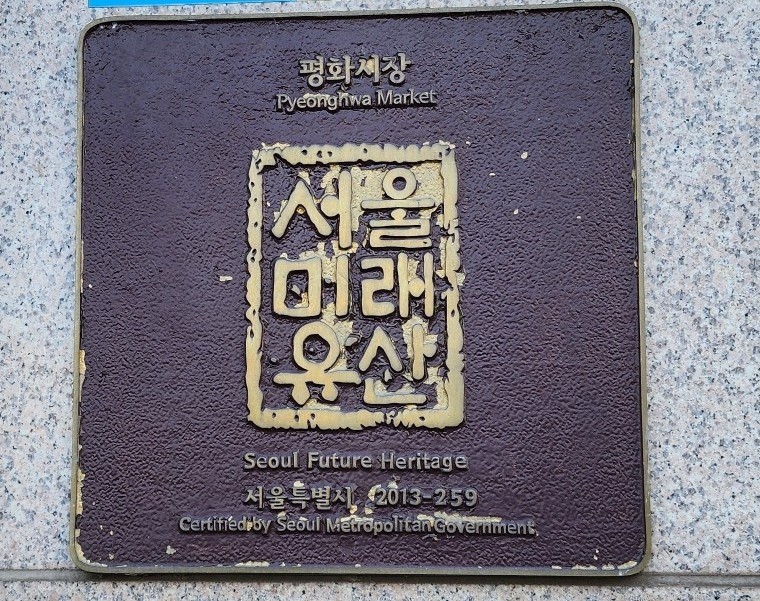 평화시장
Pyeonghwa Market
서울
미래
유산
Seoul Future Heritage
서울특별시 2013-259
Certified by Seoul Metropolitan Government